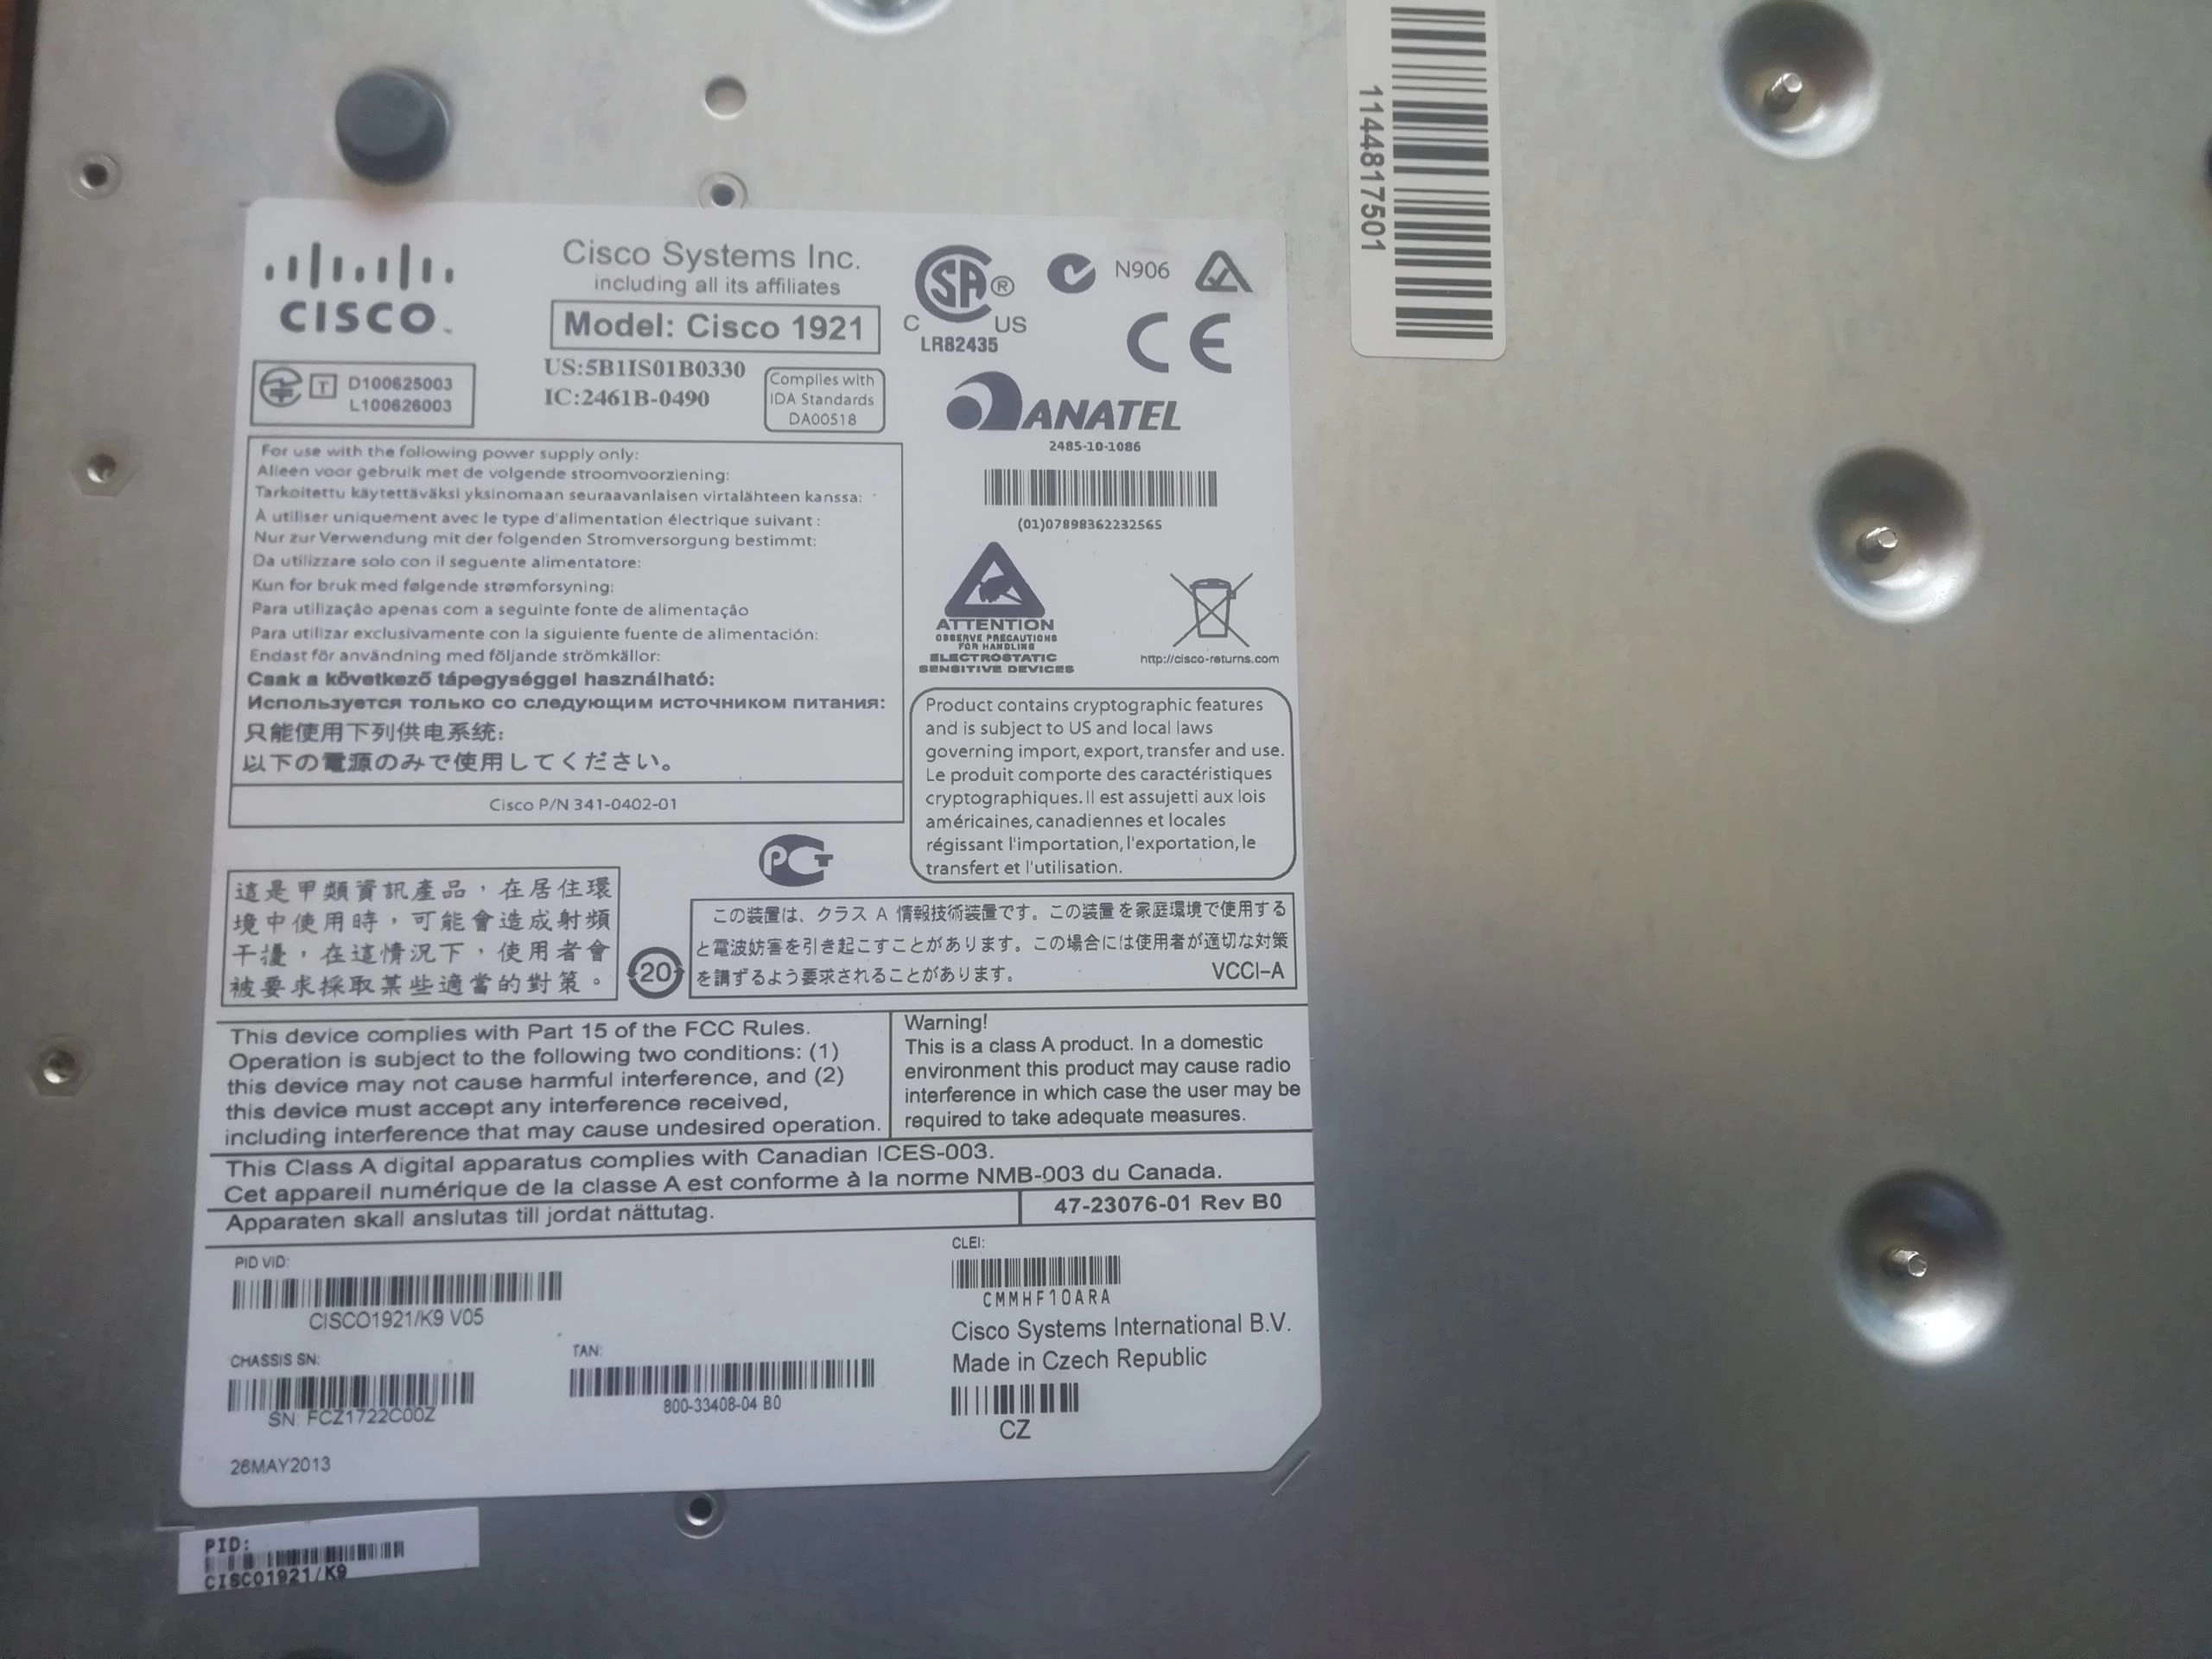 1144817501
CISCO
Cisco Systems Inc.
including all its affiliates
Model: Cisco 1921
US:5B1IS01B0330
IC:2461B-0490
Complies with
IDA Standards
DA00518
T
D100625003
L100626003
SA ®
C US
LR82435
N906
CE
ANATEL
2485-10-1086
(01)07898362232565
For use with the following power supply only:
Alleen voor gebruik met de volgende stroomvoorziening:
Tarkoitettu käytettäväksi yksinomaan seuraavanlaisen virtalähteen kanssa:
À utiliser uniquement avec le type d'alimentation électrique suivant :
Nur zur Verwendung mit der folgenden Stromversorgung bestimmt:
Da utilizzare solo con il seguente alimentatore:
Kun for bruk med følgende strømforsyning:
Para utilização apenas com a seguinte fonte de alimentação
Para utilizar exclusivamente con la siguiente fuente de alimentación:
Endast för användning med följande strömkällor:
Csak a következő tápegységgel használható:
Используется только со следующим источником питания:
只能使用下列供电系统:
以下の電源のみで使用してください。
Cisco P/N 341-0402-01
ATTENTION
OBSERVE PRECAUTIONS
FOR HANDLING
ELECTROSTATIC
SENSITIVE DEVICES
http://cisco-returns.com
Product contains cryptographic features
and is subject to US and local laws
governing import, export, transfer and use.
Le produit comporte des caractéristiques
cryptographiques. Il est assujetti aux lois
américaines, canadiennes et locales
régissant l'importation, l'exportation, le
transfert et l'utilisation.
這是甲類資訊產品，在居住環
境中使用時，可能會造成射頻
干擾，在這情況下，使用者會
被要求採取某些適當的對策。
20
この装置は、クラス A 情報技術装置です。この装置を家庭環境で使用する
と電波妨害を引き起こすことがあります。この場合には使用者が適切な対策
を講ずるよう要求されることがあります。 VCCI-A
This device complies with Part 15 of the FCC Rules.
Operation is subject to the following two conditions: (1)
this device may not cause harmful interference, and (2)
this device must accept any interference received,
including interference that may cause undesired operation.
Warning!
This is a class A product. In a domestic
environment this product may cause radio
interference in which case the user may be
required to take adequate measures.
This Class A digital apparatus complies with Canadian ICES-003.
Cet appareil numérique de la classe A est conforme à la norme NMB-003 du Canada.
Apparaten skall anslutas till jordat nättutag.
47-23076-01 Rev B0
PID VID:
CISCO1921/K9 V05
CLEI:
CMMHF10ARA
Cisco Systems International B.V.
Made in Czech Republic
CZ
CHASSIS SN:
SN: FCZ1722C00Z
TAN:
800-33408-04 B0
26MAY2013
PID:
CISCO1921/K9